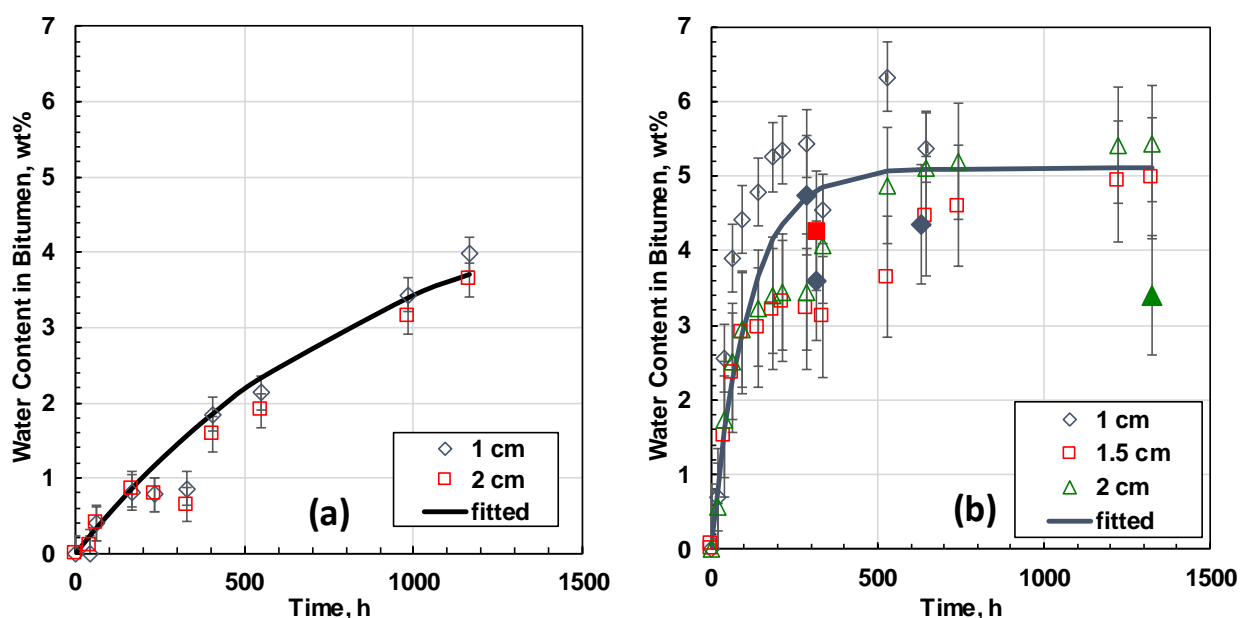 7
6
5
4
3
2
1
0
Water Content in Bitumen, wt%
0
500
1000
1500
Time, h
(a)
1 cm
2 cm
fitted
7
6
5
4
3
2
1
0
Water Content in Bitumen, wt%
0
500
1000
1500
Time, h
(b)
1 cm
1.5 cm
2 cm
fitted